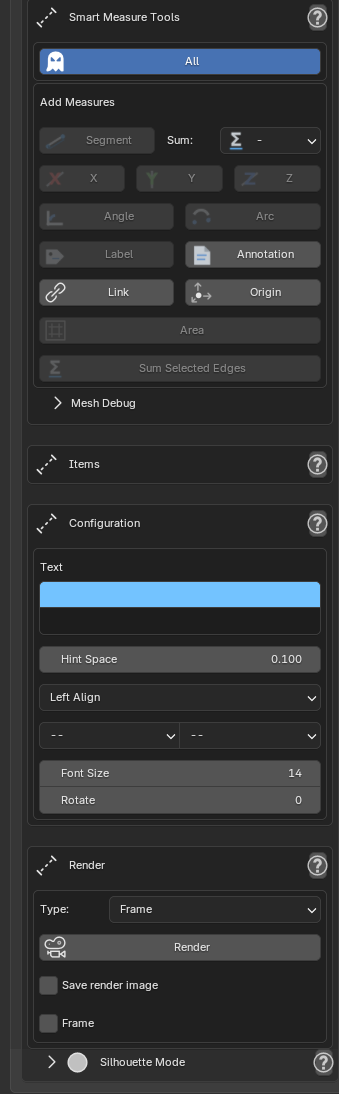 Smart Measure Tools ?
All
Add Measures
Segment Sum: Σ -
X Y Z
Angle Arc
Label Annotation
Link Origin
Area
Σ Sum Selected Edges
Mesh Debug
Items ?
Configuration ?
Text
Hint Space 0.100
Left Align
-- --
Font Size 14
Rotate 0
Render ?
Type: Frame
Render
Save render image
Frame
Silhouette Mode ?